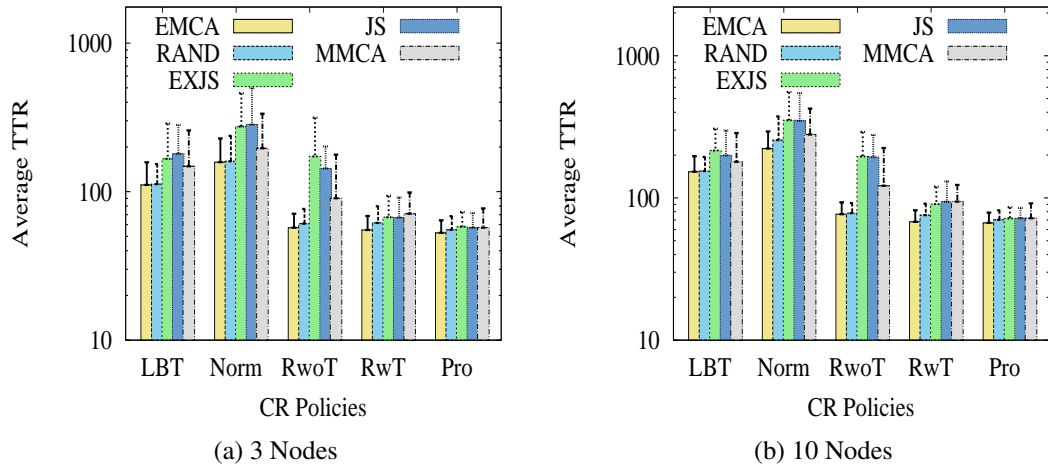 EMCA
RAND
EXJS
JS
MMCA
1000
100
10
Average TTR
LBT Norm RwoT RwT Pro
CR Policies
(a) 3 Nodes
EMCA
RAND
EXJS
JS
MMCA
1000
100
10
Average TTR
LBT Norm RwoT RwT Pro
CR Policies
(b) 10 Nodes